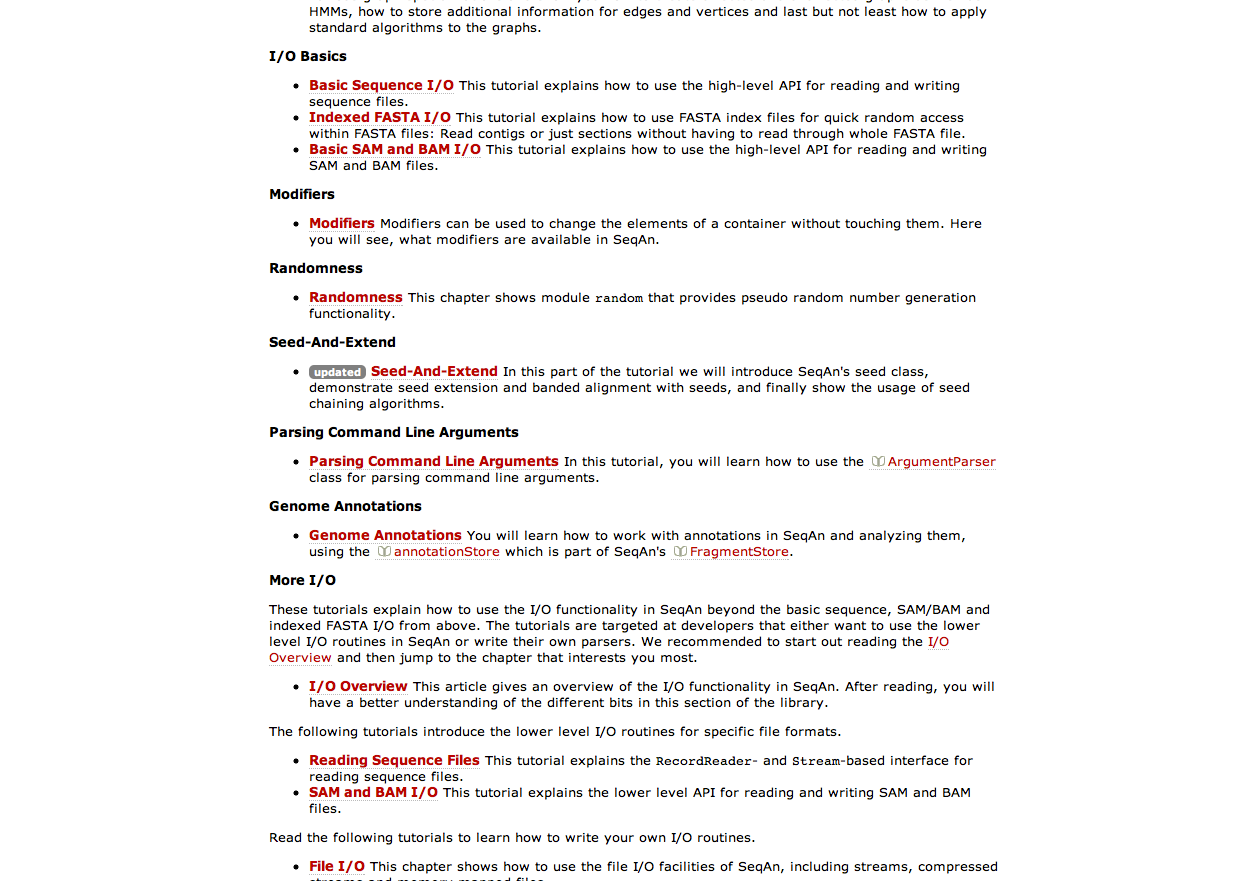 HMMs, how to store additional information for edges and vertices and last but not least how to apply
standard algorithms to the graphs.
I/O Basics
Basic Sequence I/O This tutorial explains how to use the high-level API for reading and writing
sequence files.
Indexed FASTA I/O This tutorial explains how to use FASTA index files for quick random access
within FASTA files: Read contigs or just sections without having to read through whole FASTA file.
Basic SAM and BAM I/O This tutorial explains how to use the high-level API for reading and writing
SAM and BAM files.
Modifiers
Modifiers Modifiers can be used to change the elements of a container without touching them. Here
you will see, what modifiers are available in SeqAn.
Randomness
Randomness This chapter shows module random that provides pseudo random number generation
functionality.
Seed-And-Extend
updated Seed-And-Extend In this part of the tutorial we will introduce SeqAn's seed class,
demonstrate seed extension and banded alignment with seeds, and finally show the usage of seed
chaining algorithms.
Parsing Command Line Arguments
Parsing Command Line Arguments In this tutorial, you will learn how to use the ArgumentParser
class for parsing command line arguments.
Genome Annotations
Genome Annotations You will learn how to work with annotations in SeqAn and analyzing them,
using the annotationStore which is part of SeqAn's FragmentStore.
More I/O
These tutorials explain how to use the I/O functionality in SeqAn beyond the basic sequence, SAM/BAM and
indexed FASTA I/O from above. The tutorials are targeted at developers that either want to use the lower
level I/O routines in SeqAn or write their own parsers. We recommended to start out reading the I/O
Overview and then jump to the chapter that interests you most.
I/O Overview This article gives an overview of the I/O functionality in SeqAn. After reading, you will
have a better understanding of the different bits in this section of the library.
The following tutorials introduce the lower level I/O routines for specific file formats.
Reading Sequence Files This tutorial explains the RecordReader- and Stream-based interface for
reading sequence files.
SAM and BAM I/O This tutorial explains the lower level API for reading and writing SAM and BAM
files.
Read the following tutorials to learn how to write your own I/O routines.
File I/O This chapter shows how to use the file I/O facilities of SeqAn, including streams, compressed